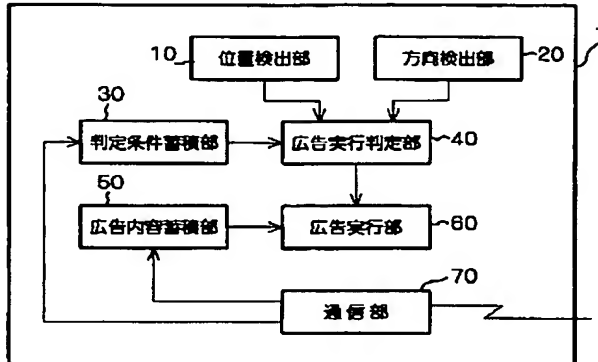 10 位置検出部
方向検出部 20
30
判定条件蓄積部
広告実行判定部 40
50
広告内容蓄積部
広告実行部 60
70
通信部